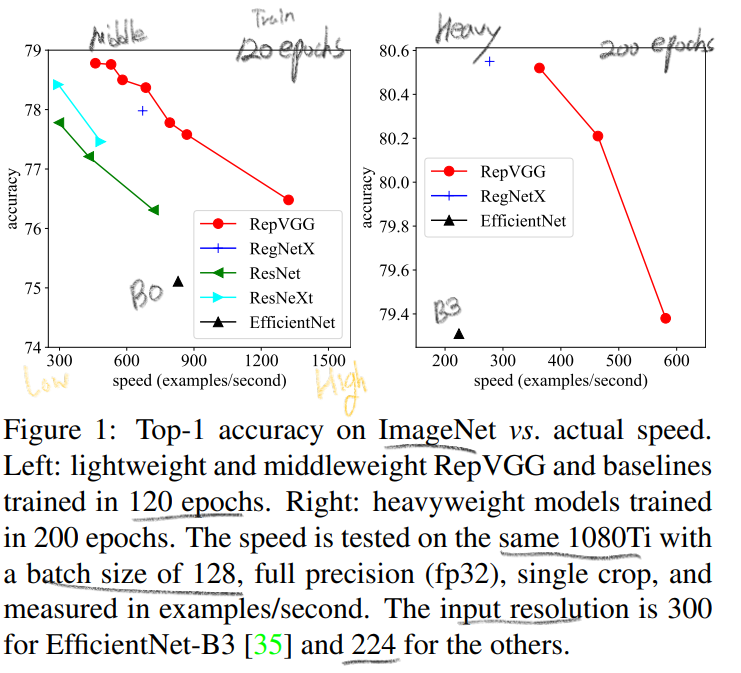 middle
Train
120 epochs
Heavy
200 epochs
79
78
77
76
75
74
accuracy
RepVGG
RegNetX
ResNet
ResNeXt
EfficientNet
B0
300
600
900
1200
1500
speed (examples/second)
Low
High
80.6
80.4
80.2
80.0
79.8
79.6
79.4
accuracy
RepVGG
RegNetX
EfficientNet
B3
200
300
400
500
600
speed (examples/second)
Figure 1: Top-1 accuracy on ImageNet vs. actual speed.
Left: lightweight and middleweight RepVGG and baselines
trained in 120 epochs. Right: heavyweight models trained
in 200 epochs. The speed is tested on the same 1080Ti with
a batch size of 128, full precision (fp32), single crop, and
measured in examples/second. The input resolution is 300
for EfficientNet-B3 [35] and 224 for the others.